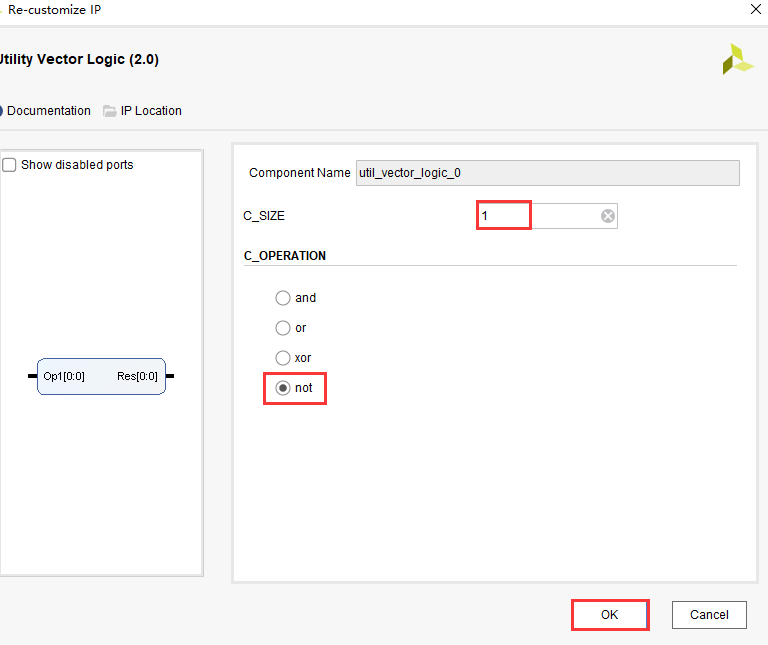 Re-customize IP
Utility Vector Logic (2.0)
Documentation IP Location
Show disabled ports
Op1[0:0] Res[0:0]
Component Name util_vector_logic_0
C_SIZE 1
C_OPERATION
and
or
xor
not
OK Cancel